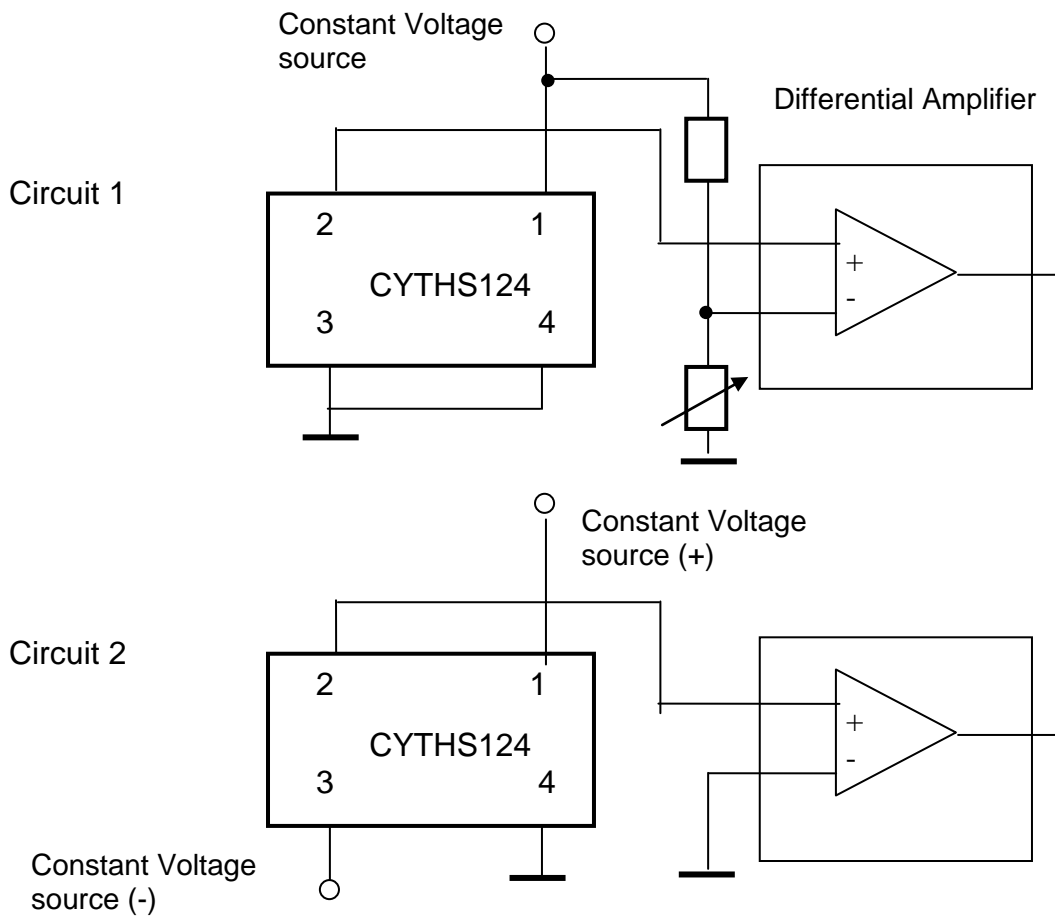 Constant Voltage
source
Differential Amplifier
Circuit 1
2 1
CYTHS124
3 4
+
-
Constant Voltage
source (+)
Circuit 2
2 1
CYTHS124
3 4
+
-
Constant Voltage
source (-)